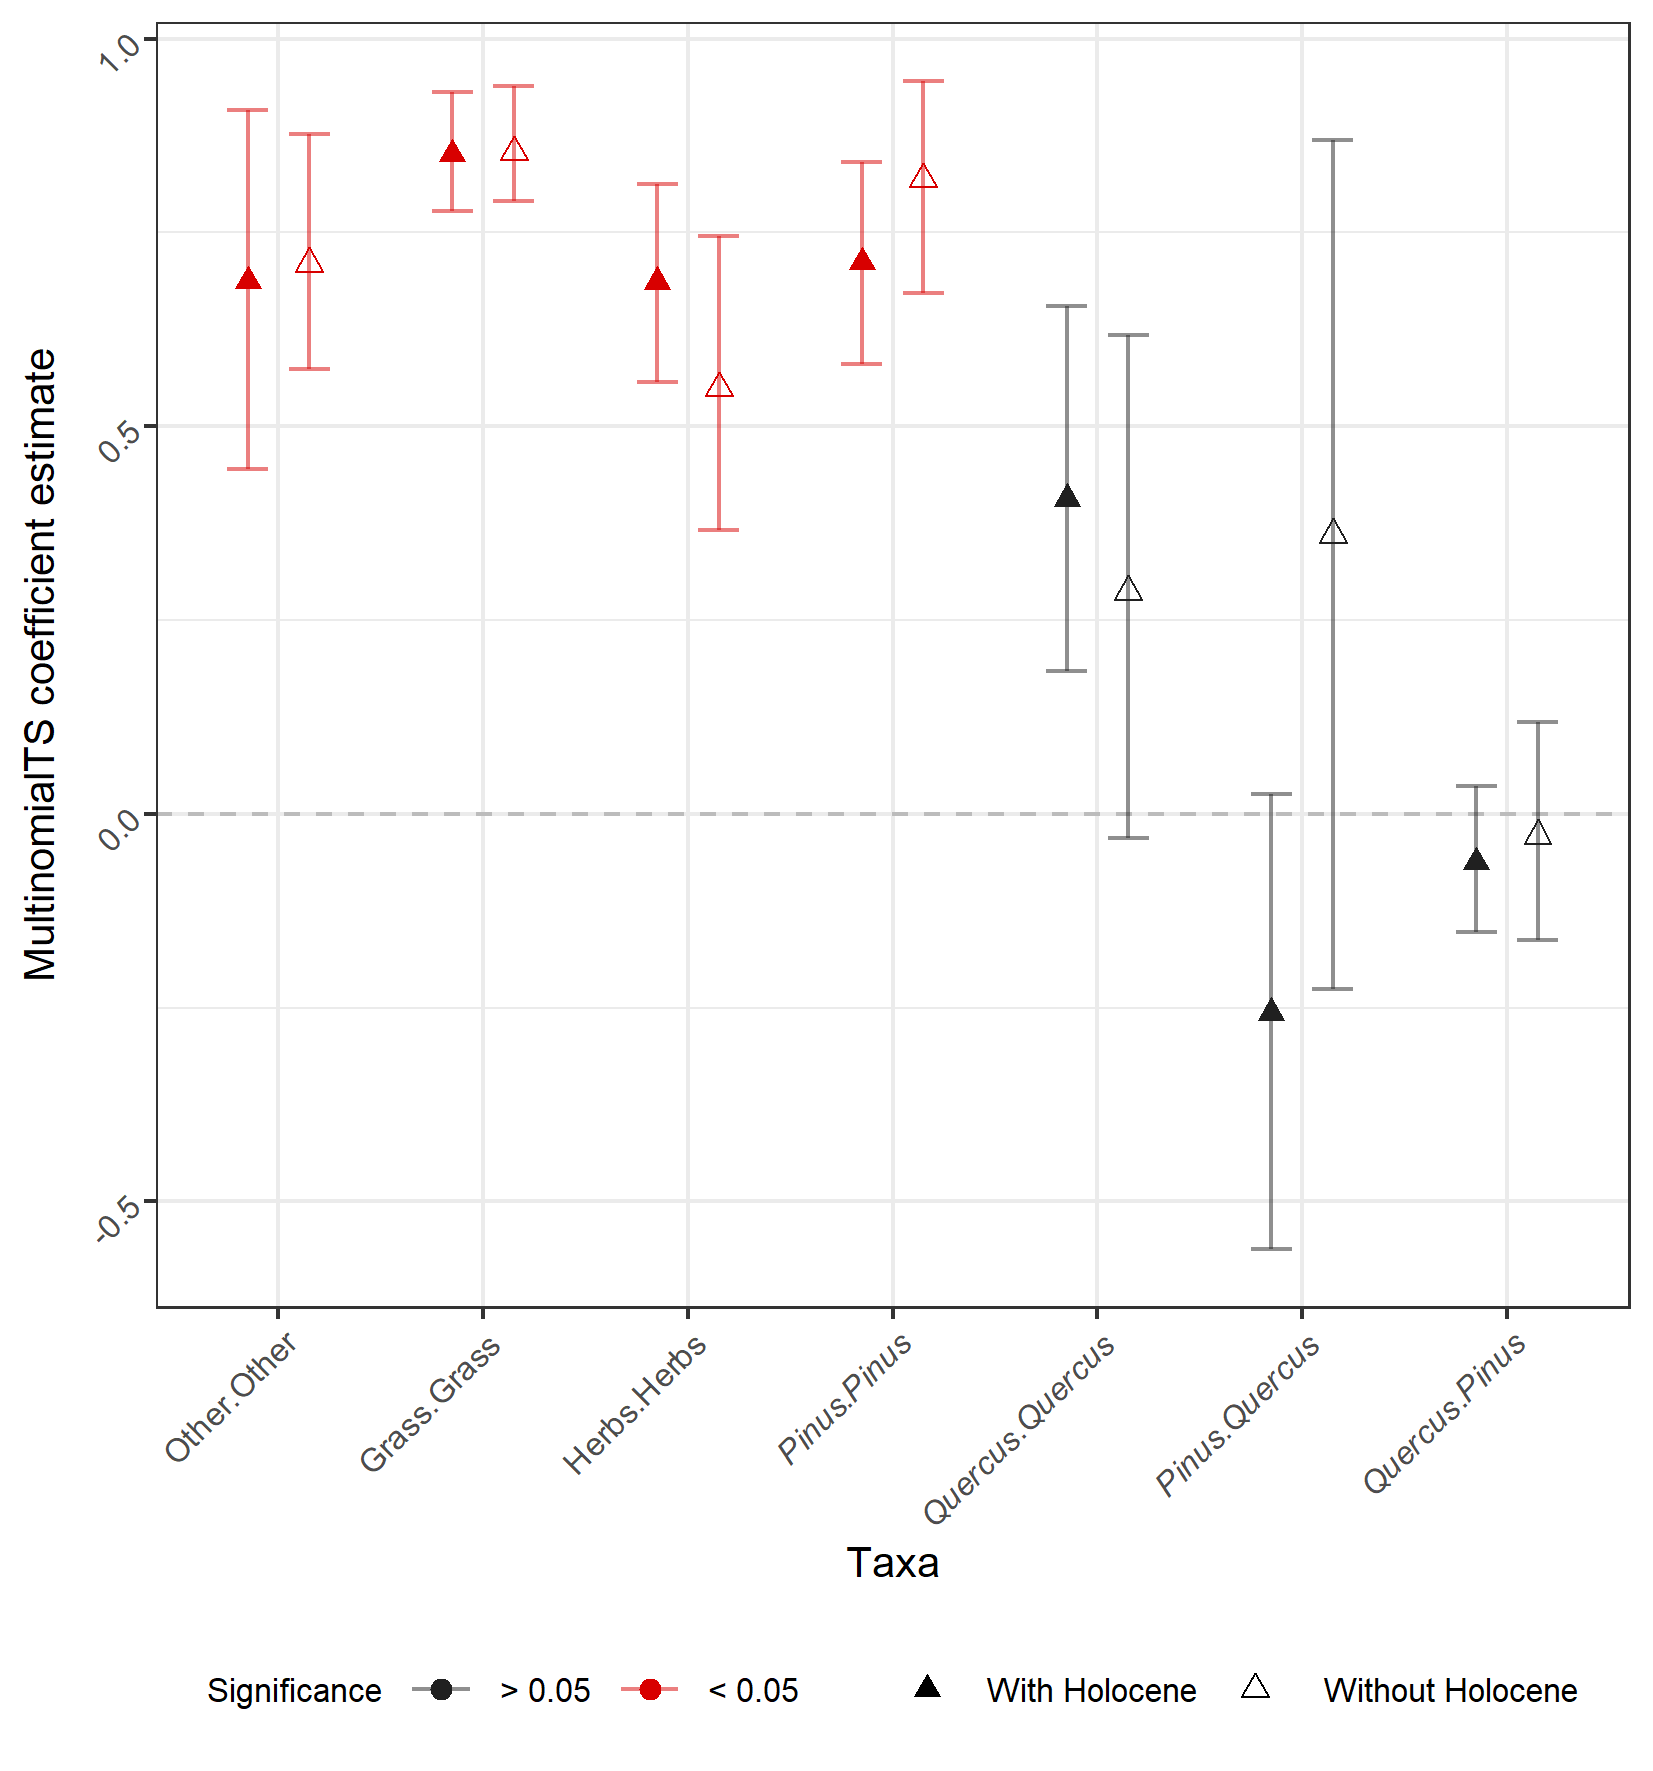 MultinomialTS coefficient estimate
1.0
0.5
0.0
-0.5
Other.Other
Grass.Grass
Herbs.Herbs
Pinus.Pinus
Quercus.Quercus
Pinus.Quercus
Quercus.Pinus
Taxa
Significance > 0.05 < 0.05 With Holocene Without Holocene